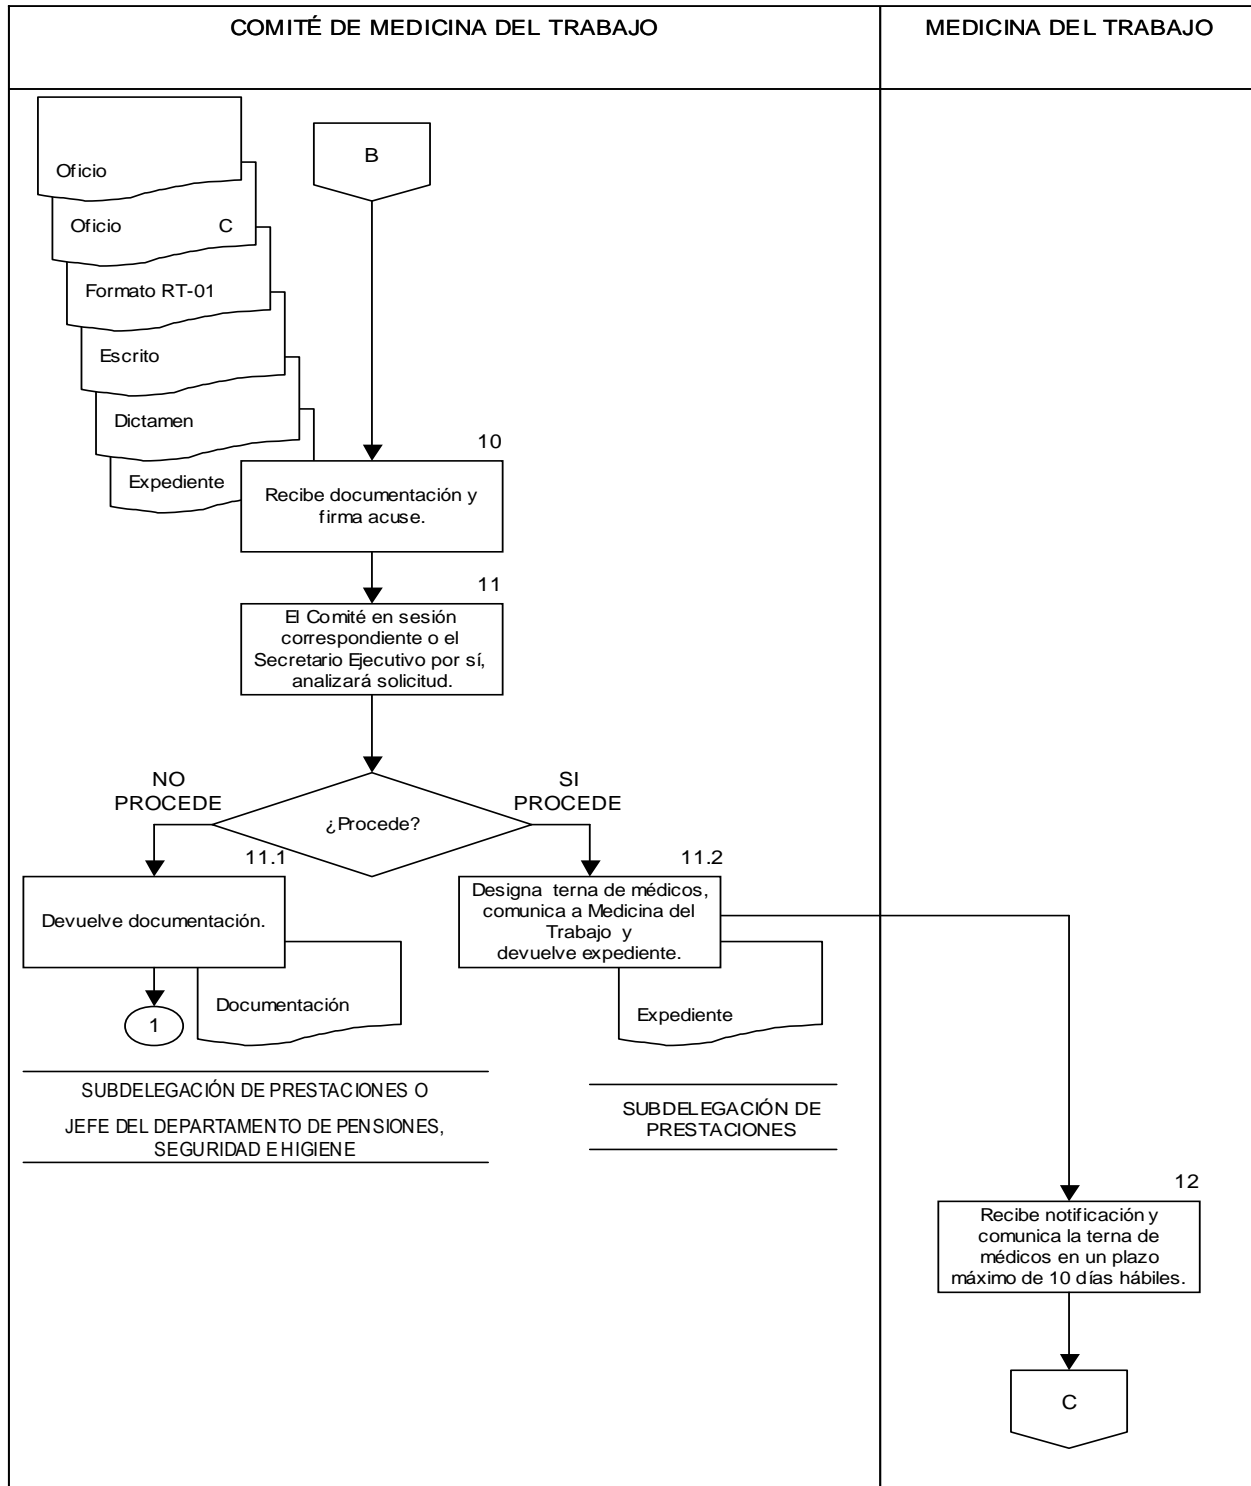 COMITÉ DE MEDICINA DEL TRABAJO
MEDICINA DEL TRABAJO
B
Oficio
Oficio C
Formato RT-01
Escrito
Dictamen
Expediente
10
Recibe documentación y
firma acuse.
11
El Comité en sesión
correspondiente o el
Secretario Ejecutivo por sí,
analizará solicitud.
NO
PROCEDE
SI
PROCEDE
¿Procede?
11.1
Devuelve documentación.
Documentación
1
SUBDELEGACIÓN DE PRESTACIONES O
JEFE DEL DEPARTAMENTO DE PENSIONES,
SEGURIDAD E HIGIENE
11.2
Designa terna de médicos,
comunica a Medicina del
Trabajo y
devuelve expediente.
Expediente
SUBDELEGACIÓN DE
PRESTACIONES
12
Recibe notificación y
comunica la terna de
médicos en un plazo
máximo de 10 días hábiles.
C